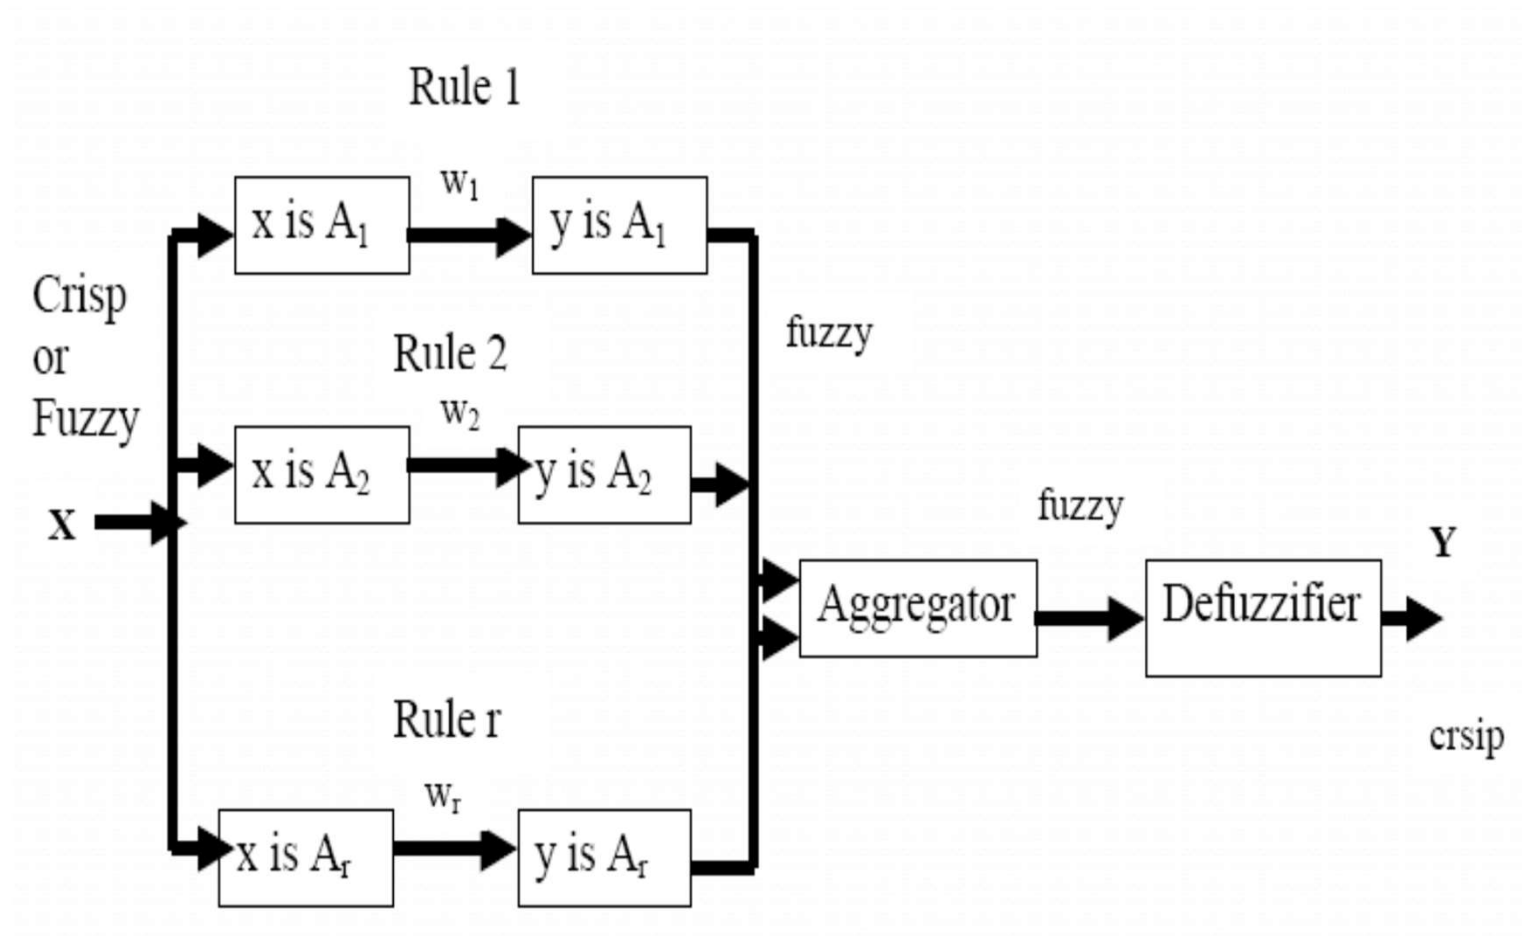 Rule 1
w1
x is A1
y is A1
Crisp
or
Fuzzy
fuzzy
Rule 2
w2
x is A2
y is A2
X
fuzzy
Y
Aggregator
Defuzzifier
crsip
Rule r
wr
x is Ar
y is Ar